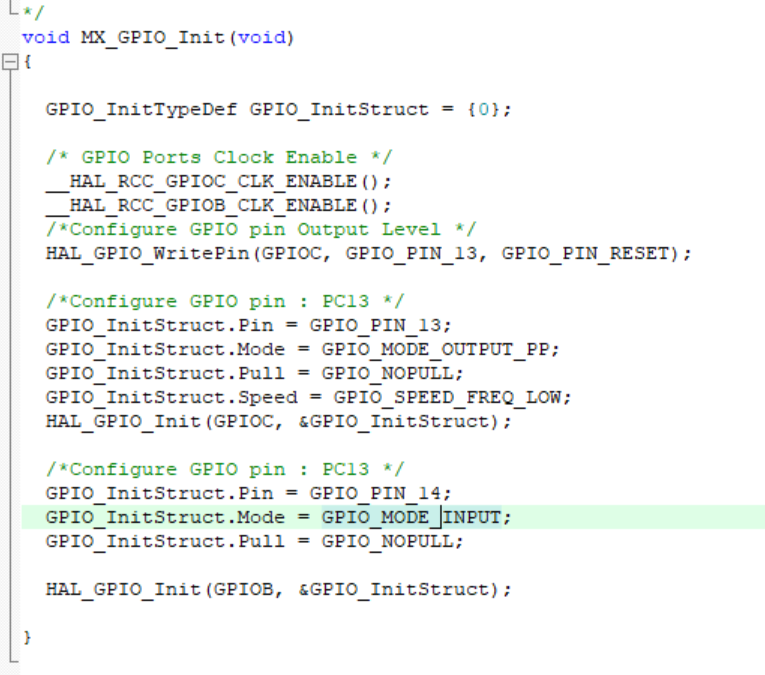 */
void MX_GPIO_Init(void)
{
GPIO_InitTypeDef GPIO_InitStruct = {0};
/* GPIO Ports Clock Enable */
__HAL_RCC_GPIOC_CLK_ENABLE();
__HAL_RCC_GPIOB_CLK_ENABLE();
/*Configure GPIO pin Output Level */
HAL_GPIO_WritePin(GPIOC, GPIO_PIN_13, GPIO_PIN_RESET);
/*Configure GPIO pin : PC13 */
GPIO_InitStruct.Pin = GPIO_PIN_13;
GPIO_InitStruct.Mode = GPIO_MODE_OUTPUT_PP;
GPIO_InitStruct.Pull = GPIO_NOPULL;
GPIO_InitStruct.Speed = GPIO_SPEED_FREQ_LOW;
HAL_GPIO_Init(GPIOC, &GPIO_InitStruct);
/*Configure GPIO pin : PC13 */
GPIO_InitStruct.Pin = GPIO_PIN_14;
GPIO_InitStruct.Mode = GPIO_MODE_INPUT;
GPIO_InitStruct.Pull = GPIO_NOPULL;
HAL_GPIO_Init(GPIOB, &GPIO_InitStruct);
}